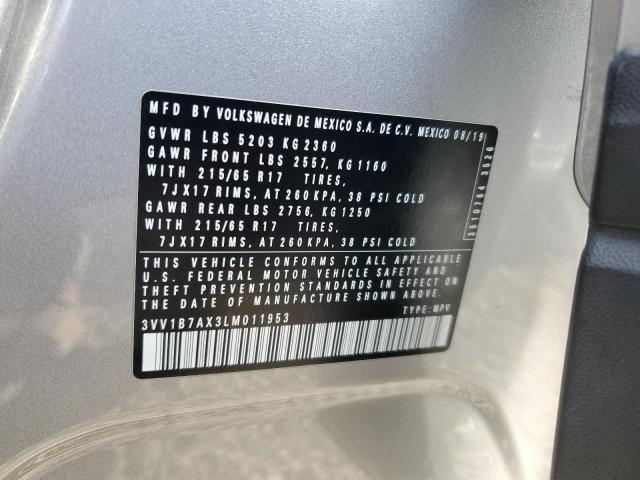 MFD BY VOLKSWAGEN DE MEXICO S.A. DE C.V. MEXICO 08/19
GVWR LBS 5203 KG 2360
GAWR FRONT LBS 2557, KG 1160
WITH 215/65 R17 TIRES,
7JX17 RIMS, AT 260 KPA, 38 PSI COLD
GAWR REAR LBS 2756, KG 1250
WITH 215/65 R17 TIRES,
7JX17 RIMS, AT 260 KPA, 38 PSI COLD
THIS VEHICLE CONFORMS TO ALL APPLICABLE
U.S. FEDERAL MOTOR VEHICLE SAFETY AND
THEFT PREVENTION STANDARDS IN EFFECT ON
THE DATE OF MANUFACTURE SHOWN ABOVE.
3VV1B7AX3LM011953 TYPE: MPV
3510764 3526